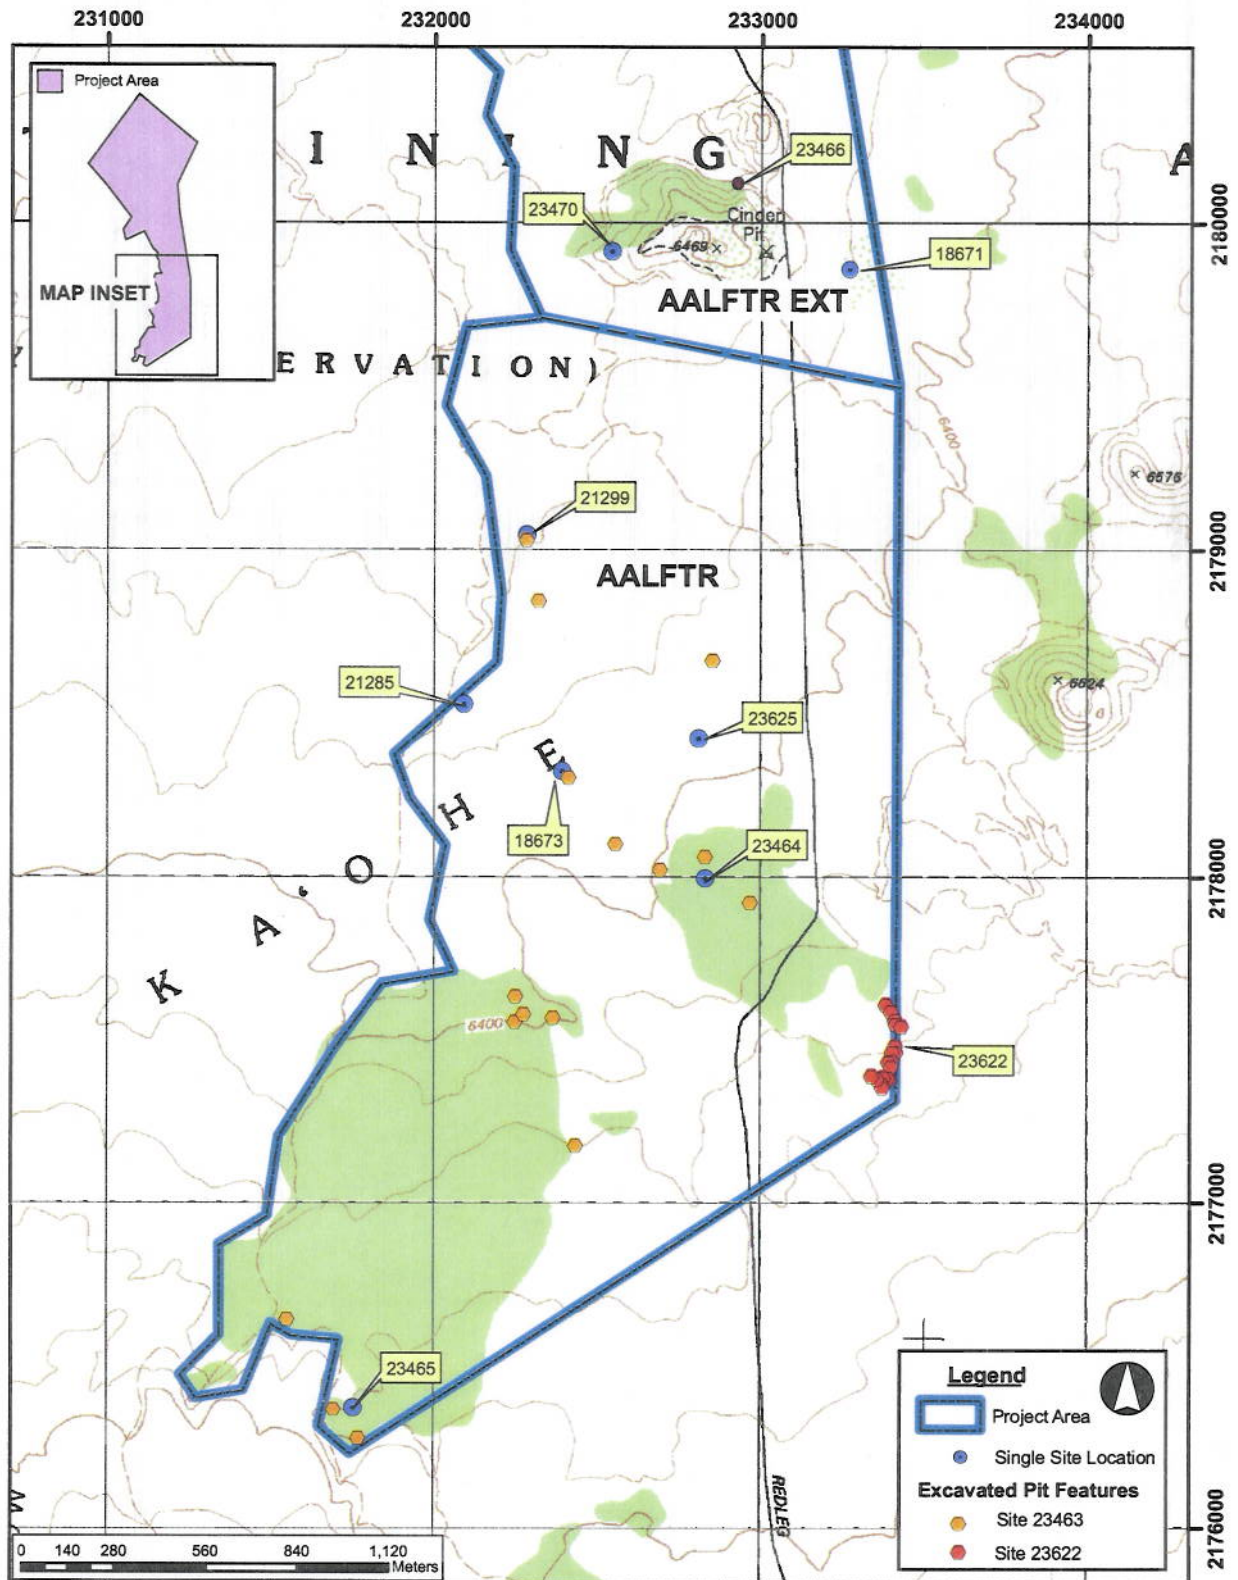 231000 232000 233000 234000
Project Area
I N I N G
A
23466
23470
Cinder
Pit
6469
180000
18671
MAP INSET
AALFTR EXT
E R V A T I O N )
6400
6576
21299
2179000
AALFTR
21285
6524
23625
E
H
18673
23464
O
2178000
A
K
6400
23622
2177000
23465
Legend
Project Area
Single Site Location
Excavated Pit Features
Site 23463
Site 23622
REDLEG
W
2176000
0 140 280 560 840 1,120
Meters